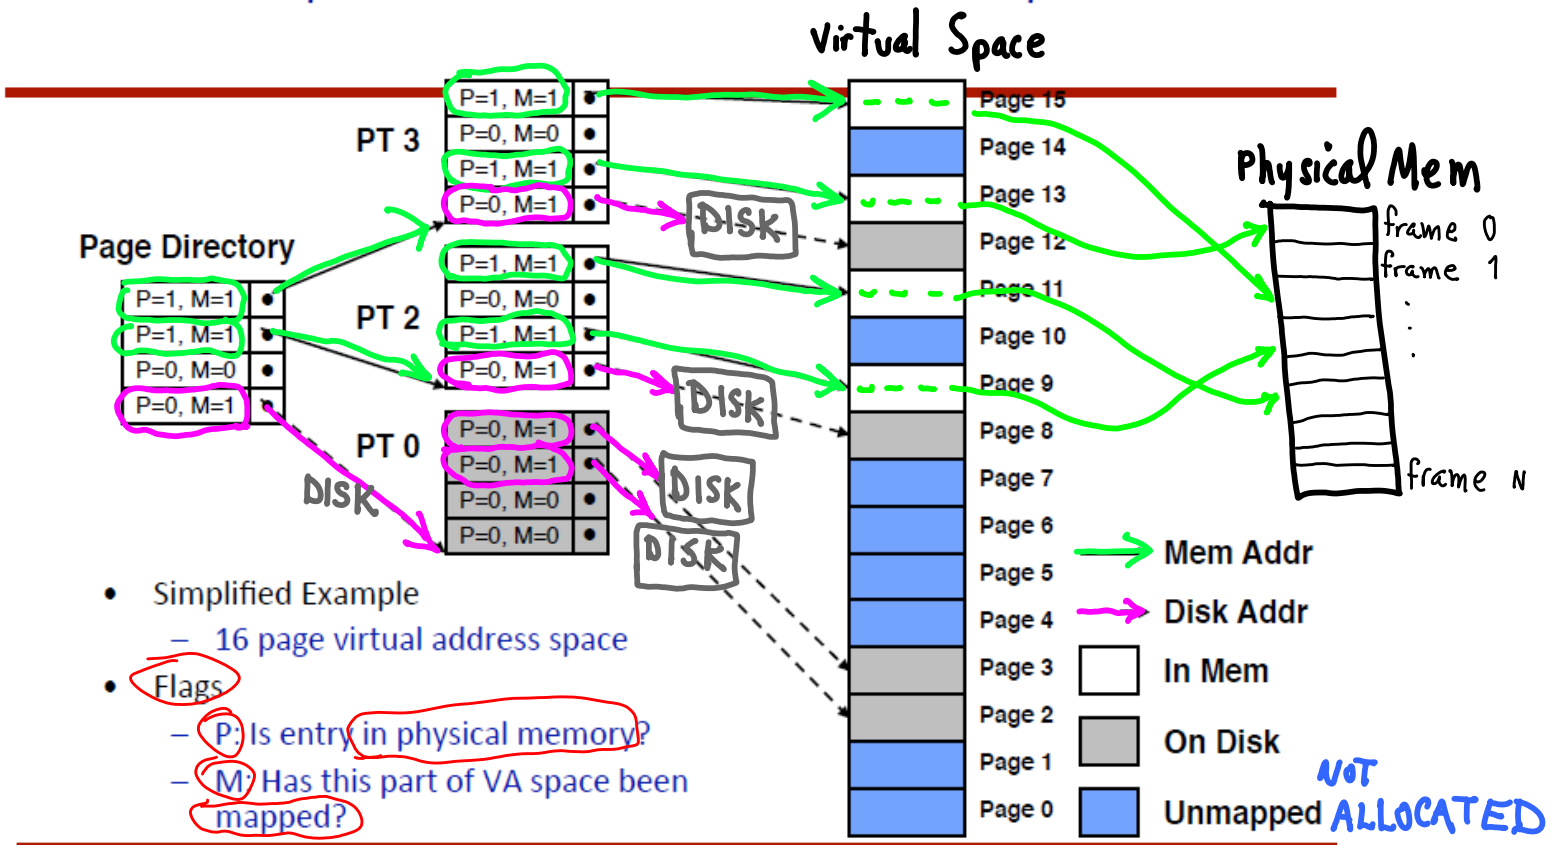 Virtual Space
Page 15
Page 14
Page 13
Page 12
Page 11
Page 10
Page 9
Page 8
Page 7
Page 6
Page 5
Page 4
Page 3
Page 2
Page 1
Page 0
PT 3
P=1, M=1
P=0, M=0
P=1, M=1
P=0, M=1
DISK
Page Directory
P=1, M=1
P=1, M=1
P=0, M=0
P=0, M=1
DISK
PT 2
P=1, M=1
P=0, M=0
P=1, M=1
P=0, M=1
DISK
PT 0
P=0, M=1
P=0, M=1
P=0, M=0
P=0, M=0
DISK
DISK
Physical Mem
frame 0
frame 1
frame N
Mem Addr
Disk Addr
In Mem
On Disk
Unmapped
NOT
ALLOCATED
• Simplified Example
– 16 page virtual address space
• Flags
– P: Is entry in physical memory?
– M: Has this part of VA space been
mapped?